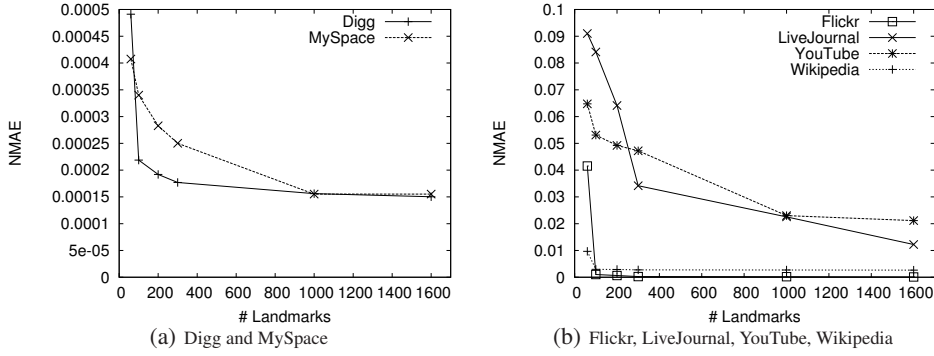 NMAE
0.0005
0.00045
0.0004
0.00035
0.0003
0.00025
0.0002
0.00015
0.0001
5e-05
0
Digg
MySpace
0 200 400 600 800 1000 1200 1400 1600
# Landmarks
(a) Digg and MySpace
NMAE
0.1
0.09
0.08
0.07
0.06
0.05
0.04
0.03
0.02
0.01
0
Flickr
LiveJournal
YouTube
Wikipedia
0 200 400 600 800 1000 1200 1400 1600
# Landmarks
(b) Flickr, LiveJournal, YouTube, Wikipedia